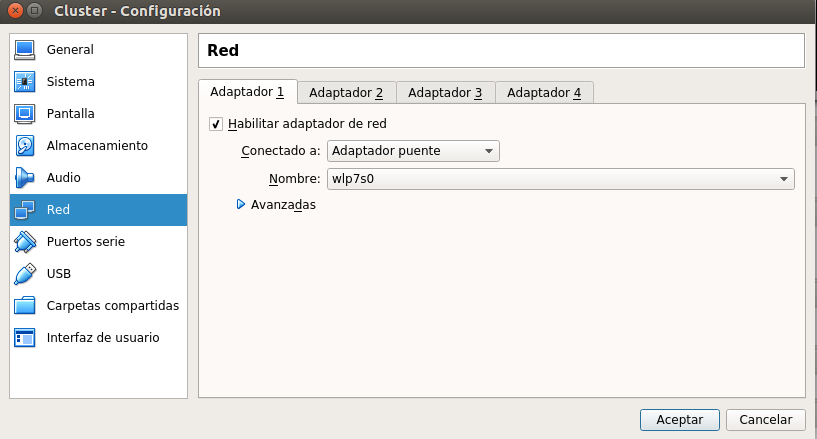 Cluster - Configuración
General
Sistema
Pantalla
Almacenamiento
Audio
Red
Puertos serie
USB
Carpetas compartidas
Interfaz de usuario
Red
Adaptador 1 Adaptador 2 Adaptador 3 Adaptador 4
Habilitar adaptador de red
Conectado a: Adaptador puente
Nombre: wlp7s0
Avanzadas
Aceptar Cancelar